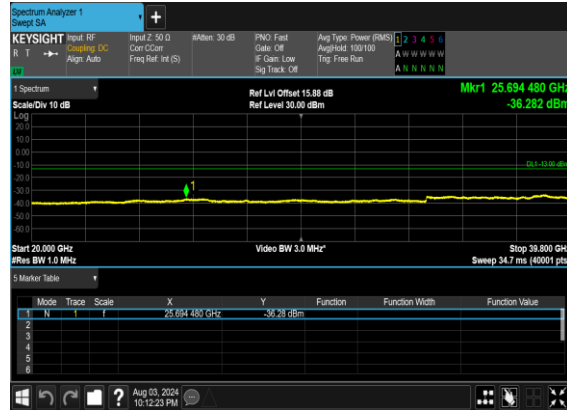 Spectrum Analyzer 1
Swept SA
KEYSIGHT
R T
Input: RF
Coupling: DC
Align: Auto
Input Z: 50 Ω
Corr CCorr
Freq Ref: Int (S)
#Atten: 30 dB
PNO: Fast
Gate: Off
IF Gain: Low
Sig Track: Off
Avg Type: Power (RMS)
Avg|Hold: 100/100
Trig: Free Run
1 2 3 4 5 6
A W W W W W
A N N N N N
1 Spectrum
Scale/Div 10 dB
Ref Lvl Offset 15.88 dB
Ref Level 30.00 dBm
Mkr1 25.694 480 GHz
-36.282 dBm
Log
20.0
10.0
0.00
-10.0
-20.0
-30.0
-40.0
-50.0
-60.0
DL1 -13.00 dBm
1
Start 20.000 GHz
#Res BW 1.0 MHz
Video BW 3.0 MHz*
Stop 39.800 GHz
Sweep 34.7 ms (40001 pts)
5 Marker Table
Mode Trace Scale X Y Function Function Width Function Value
1 N 1 f 25.694 480 GHz -36.28 dBm
2
3
4
5
6
?
Aug 03, 2024
10:12:23 PM